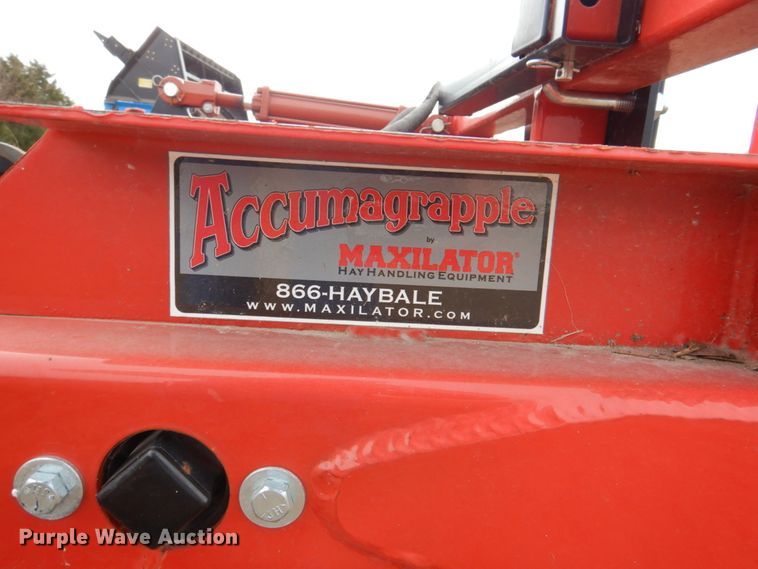 Accumagrapple
by
MAXILATOR®
HAY HANDLING EQUIPMENT
866-HAYBALE
WWW.MAXILATOR.COM
Purple Wave Auction